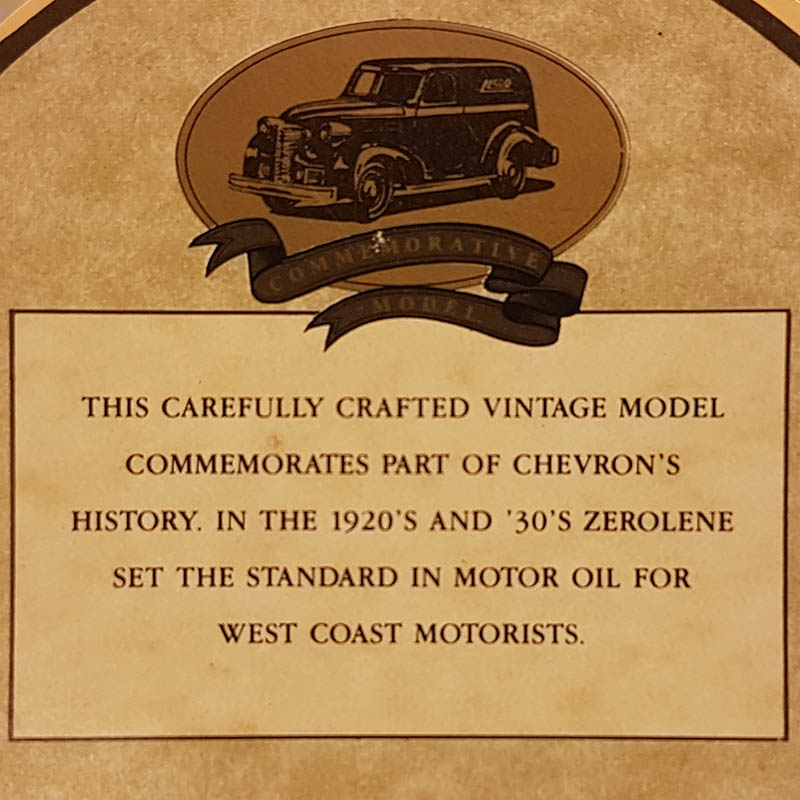 COMMEMORATIVE
MODEL
THIS CAREFULLY CRAFTED VINTAGE MODEL
COMMEMORATES PART OF CHEVRON'S
HISTORY. IN THE 1920'S AND '30'S ZEROLENE
SET THE STANDARD IN MOTOR OIL FOR
WEST COAST MOTORISTS.